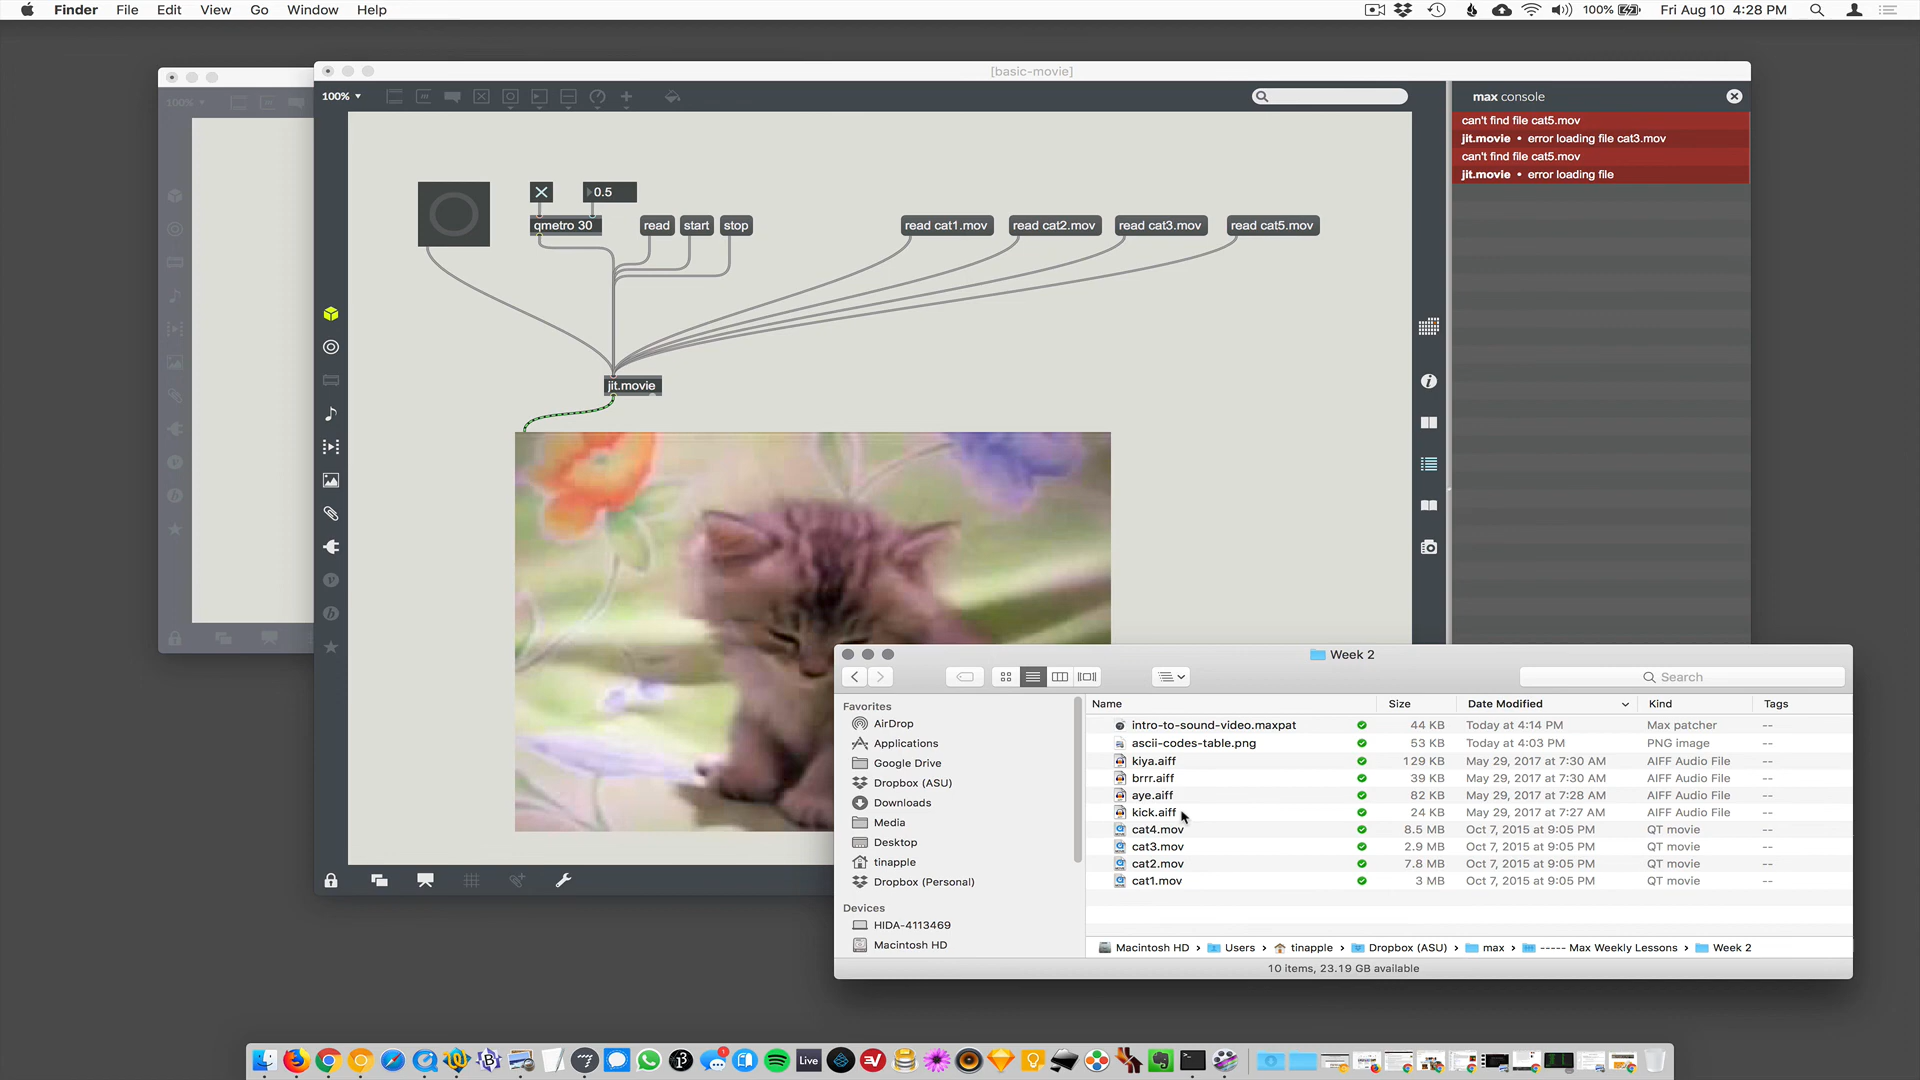 Finder File Edit View Go Window Help 100% Fri Aug 10 4:28 PM
[basic-movie]
100%
100%
max console
can't find file cat5.mov
jit.movie • error loading file cat3.mov
can't find file cat5.mov
jit.movie • error loading file
0.5
qmetro 30 read start stop read cat1.mov read cat2.mov read cat3.mov read cat5.mov
jit.movie
Week 2
Search
Favorites
AirDrop
Applications
Google Drive
Dropbox (ASU)
Downloads
Media
Desktop
tinapple
Dropbox (Personal)
Devices
HIDA-4113469
Macintosh HD
Name Size Date Modified Kind Tags
intro-to-sound-video.maxpat 44 KB Today at 4:14 PM Max patcher --
ascii-codes-table.png 53 KB Today at 4:03 PM PNG image --
kiya.aiff 129 KB May 29, 2017 at 7:30 AM AIFF Audio File --
brrr.aiff 39 KB May 29, 2017 at 7:30 AM AIFF Audio File --
aye.aiff 82 KB May 29, 2017 at 7:28 AM AIFF Audio File --
kick.aiff 24 KB May 29, 2017 at 7:27 AM AIFF Audio File --
cat4.mov 8.5 MB Oct 7, 2015 at 9:05 PM QT movie --
cat3.mov 2.9 MB Oct 7, 2015 at 9:05 PM QT movie --
cat2.mov 7.8 MB Oct 7, 2015 at 9:05 PM QT movie --
cat1.mov 3 MB Oct 7, 2015 at 9:05 PM QT movie --
Macintosh HD › Users › tinapple › Dropbox (ASU) › max › ----- Max Weekly Lessons › Week 2
10 items, 23.19 GB available
Live